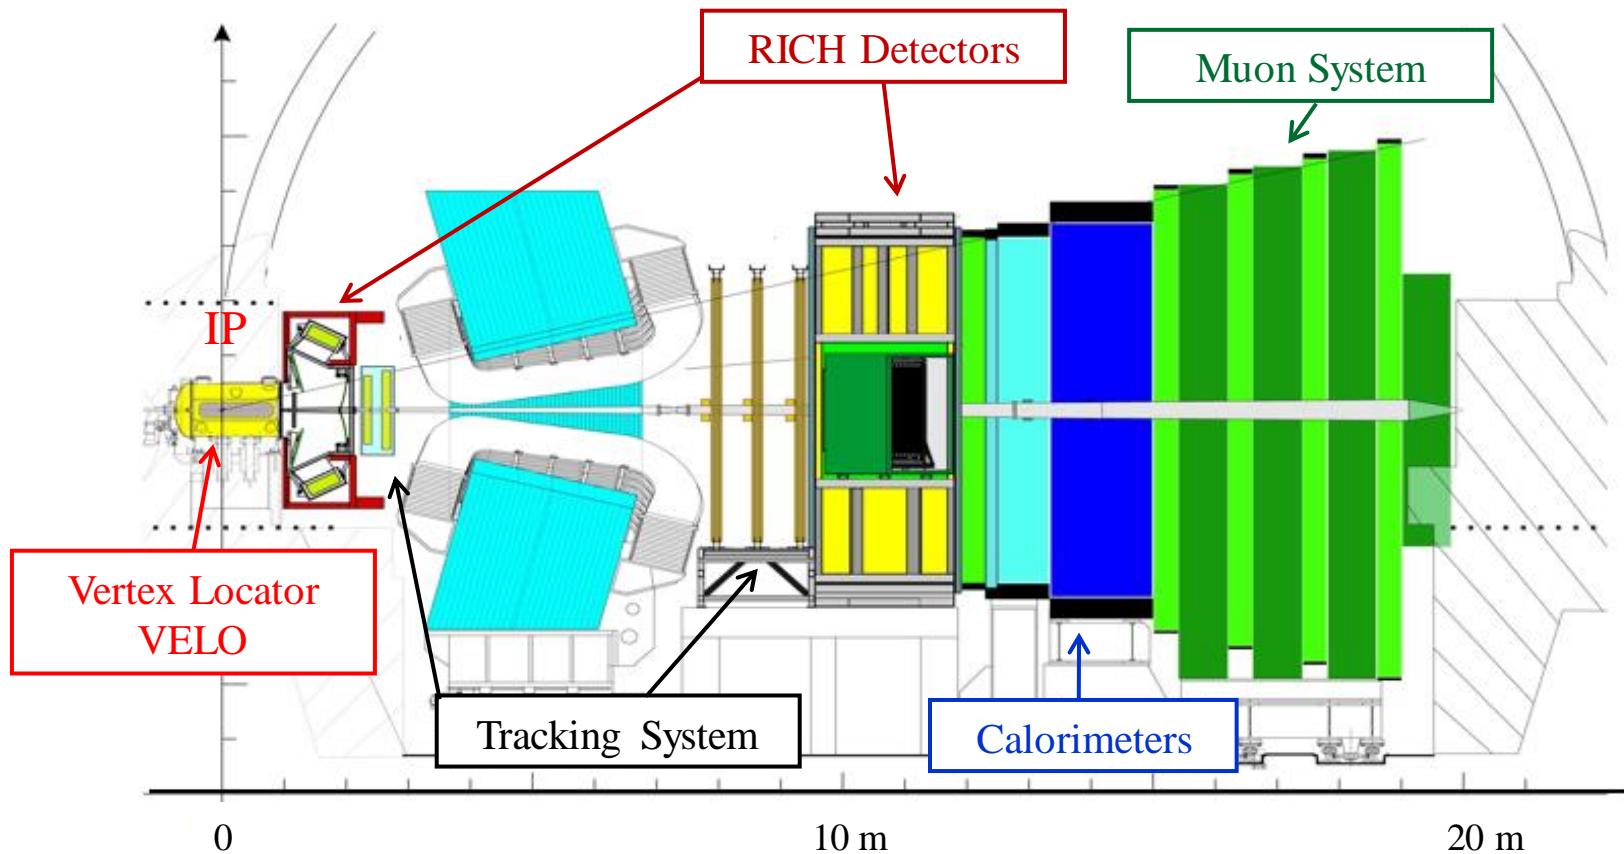 RICH Detectors
Muon System
IP
Vertex Locator
VELO
Tracking System
Calorimeters
0
10 m
20 m